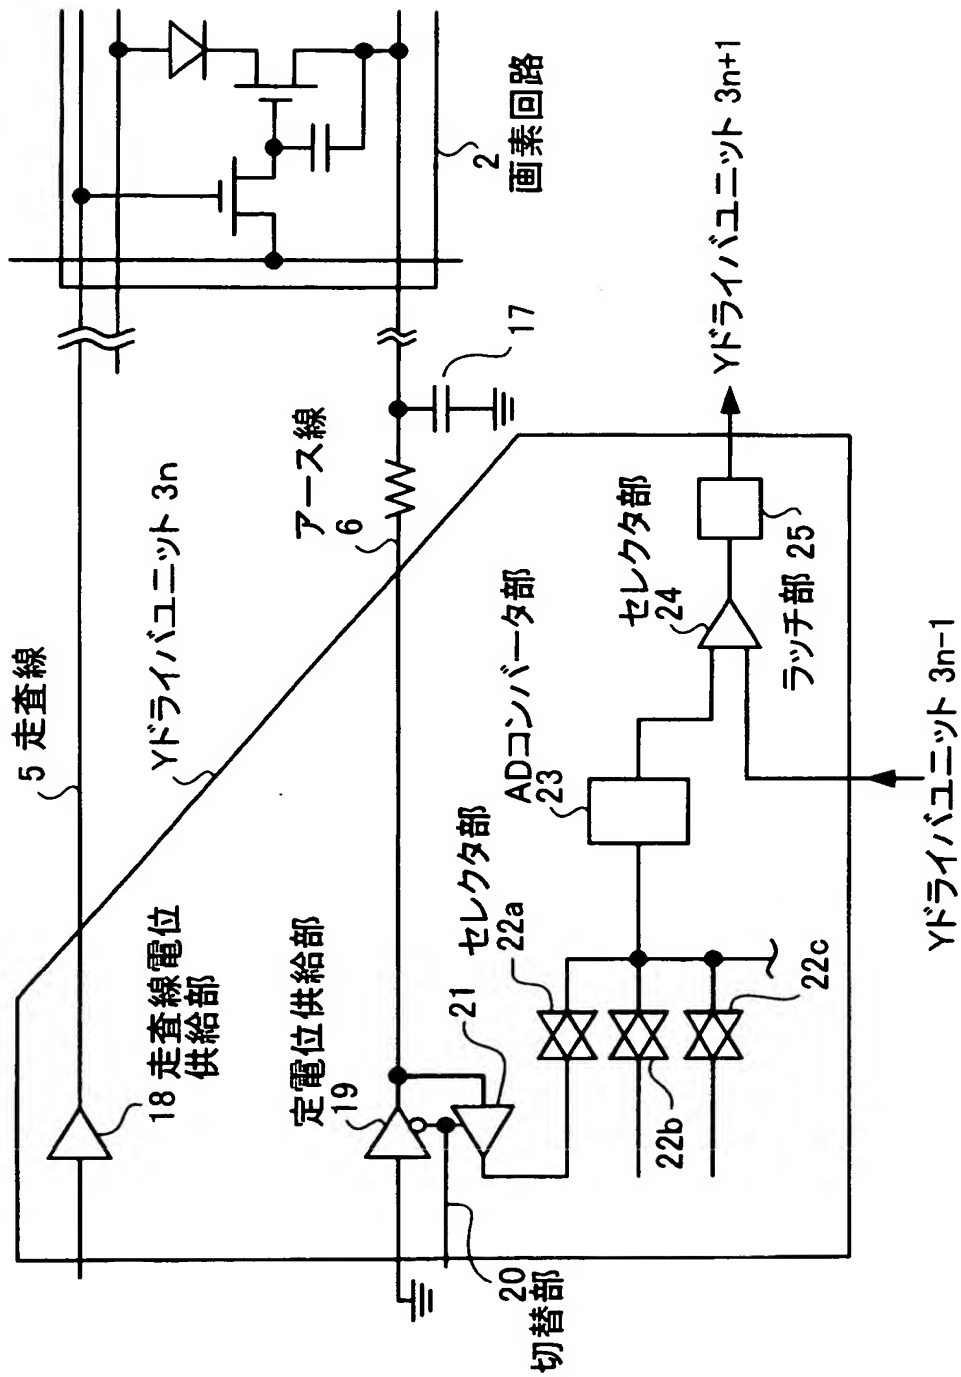 5 走査線
18 走査線電位
供給部
Yドライバユニット 3n
アース線
6
17
2
画素回路
定電位供給部
19
20
切替部
21
セレクタ部
22a
22b
22c
ADコンバータ部
23
セレクタ部
24
ラッチ部 25
Yドライバユニット 3n+1
Yドライバユニット 3n-1